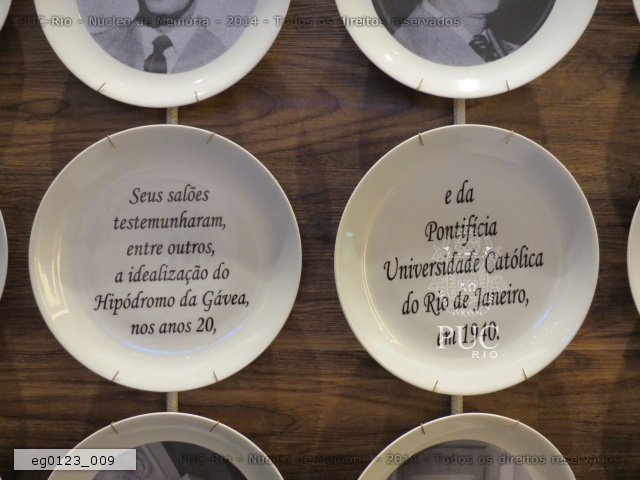 PUC-Rio - Núcleo de Memória - 2014 - Todos os direitos reservados
Seus salões
testemunharam,
entre outros,
a idealização do
Hipódromo da Gávea,
nos anos 20,
e da
Pontifícia
Universidade Católica
do Rio de Janeiro,
em 1940.
PUC
RIO
eg0123_009
PUC-Rio - Núcleo de Memória - 2014 - Todos os direitos reservados